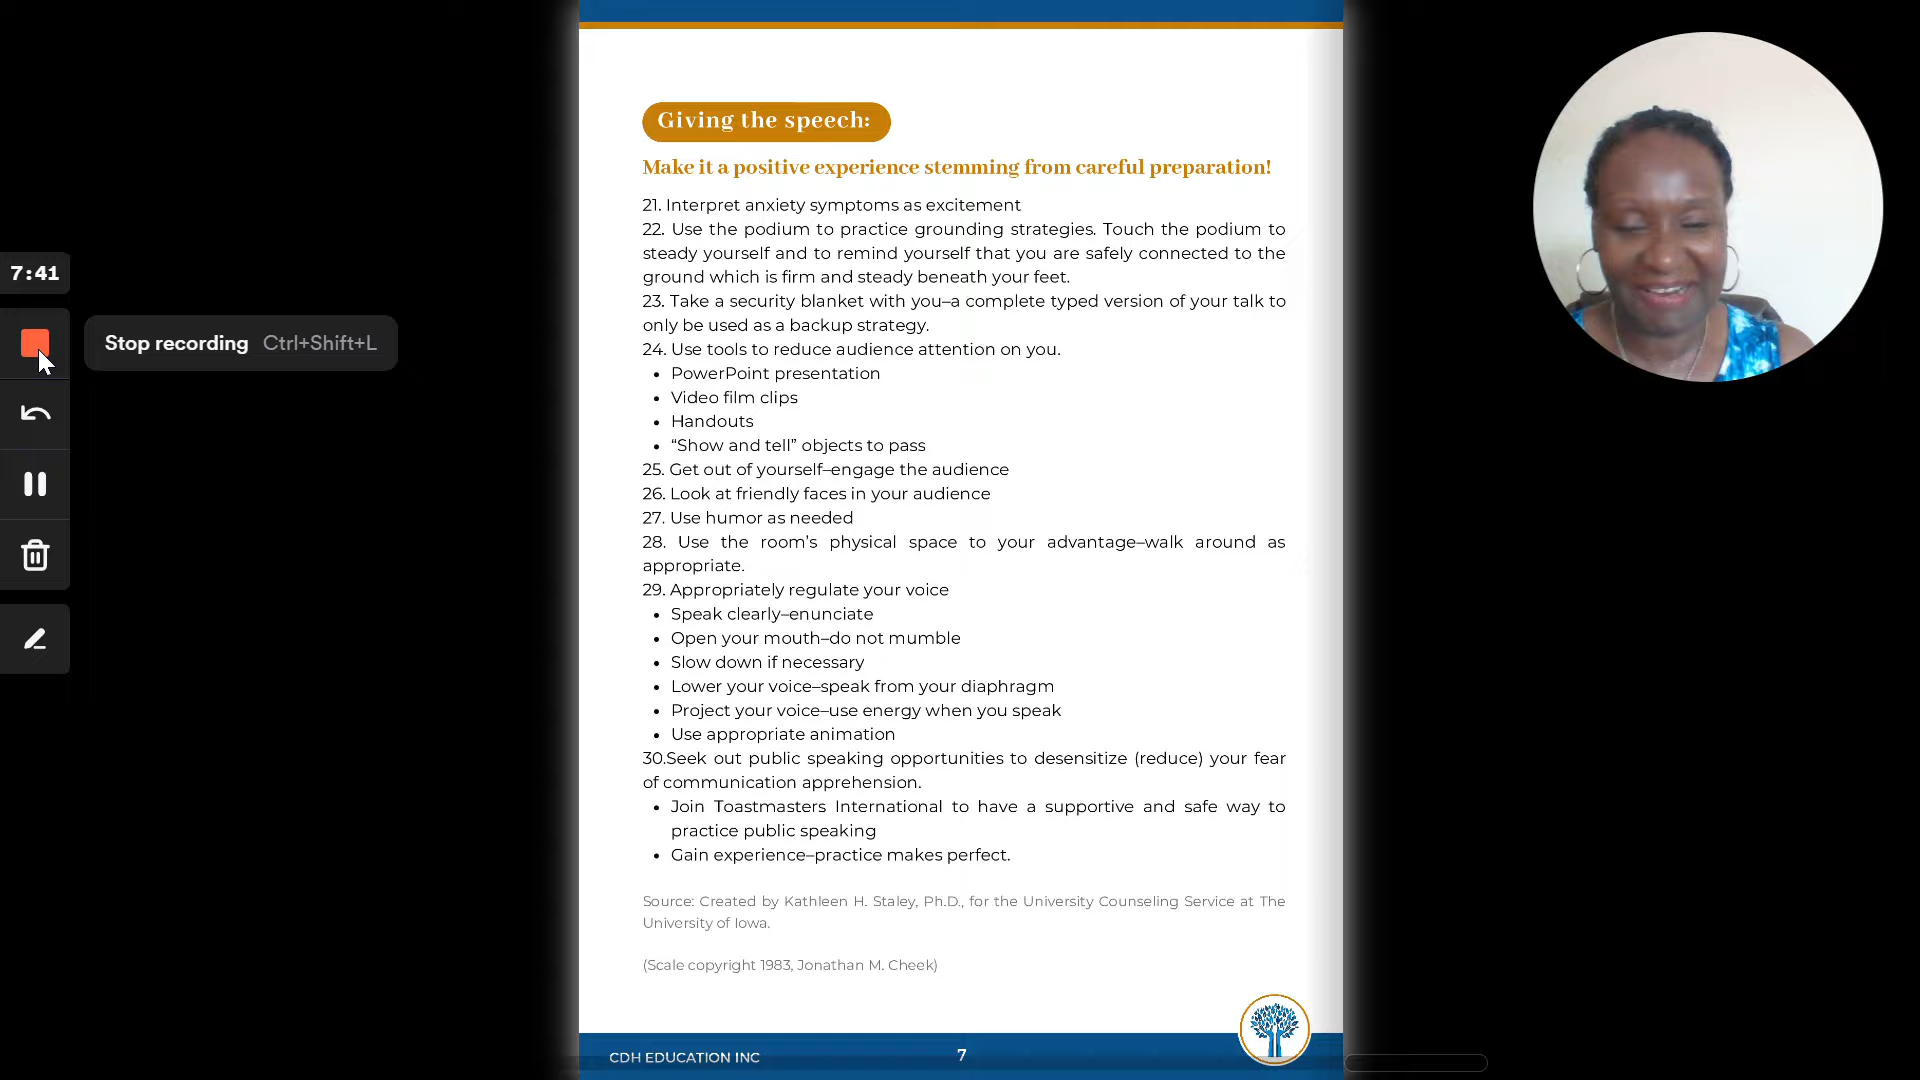 Giving the speech:
Make it a positive experience stemming from careful preparation!
21. Interpret anxiety symptoms as excitement
22. Use the podium to practice grounding strategies. Touch the podium to
steady yourself and to remind yourself that you are safely connected to the
ground which is firm and steady beneath your feet.
23. Take a security blanket with you–a complete typed version of your talk to
only be used as a backup strategy.
24. Use tools to reduce audience attention on you.
• PowerPoint presentation
• Video film clips
• Handouts
• “Show and tell” objects to pass
25. Get out of yourself–engage the audience
26. Look at friendly faces in your audience
27. Use humor as needed
28. Use the room’s physical space to your advantage–walk around as
appropriate.
29. Appropriately regulate your voice
• Speak clearly–enunciate
• Open your mouth–do not mumble
• Slow down if necessary
• Lower your voice–speak from your diaphragm
• Project your voice–use energy when you speak
• Use appropriate animation
30.Seek out public speaking opportunities to desensitize (reduce) your fear
of communication apprehension.
• Join Toastmasters International to have a supportive and safe way to
practice public speaking
• Gain experience–practice makes perfect.
Source: Created by Kathleen H. Staley, Ph.D., for the University Counseling Service at The
University of Iowa.
(Scale copyright 1983, Jonathan M. Cheek)
CDH EDUCATION INC
7
7:41
Stop recording Ctrl+Shift+L